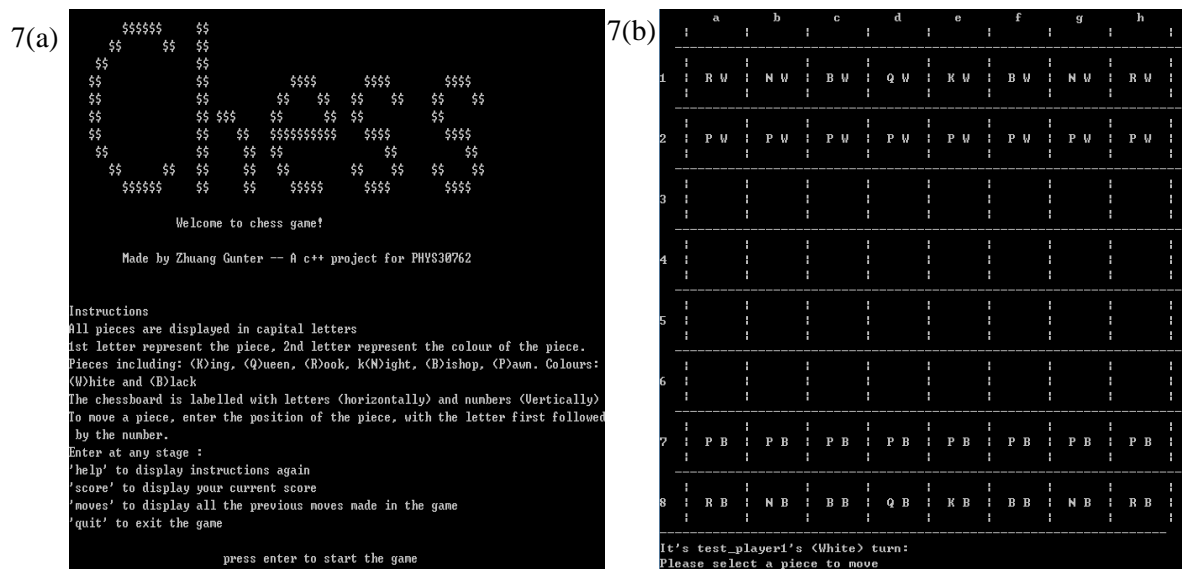 7(a)
Chess
Welcome to chess game!
Made by Zhuang Gunter -- A c++ project for PHYS30762
Instructions
All pieces are displayed in capital letters
1st letter represent the piece, 2nd letter represent the colour of the piece.
Pieces including: (K)ing, (Q)ueen, (R)ook, k(N)ight, (B)ishop, (P)awn. Colours:
(W)hite and (B)lack
The chessboard is labelled with letters (horizontally) and numbers (Vertically)
To move a piece, enter the position of the piece, with the letter first followed
by the number.
Enter at any stage :
'help' to display instructions again
'score' to display your current score
'moves' to display all the previous moves made in the game
'quit' to exit the game
press enter to start the game
7(b)
a b c d e f g h
1 R W N W B W Q W K W B W N W R W
2 P W P W P W P W P W P W P W P W
3
4
5
6
7 P B P B P B P B P B P B P B P B
8 R B N B B B Q B K B B B N B R B
It's test_player1's (White) turn:
Please select a piece to move